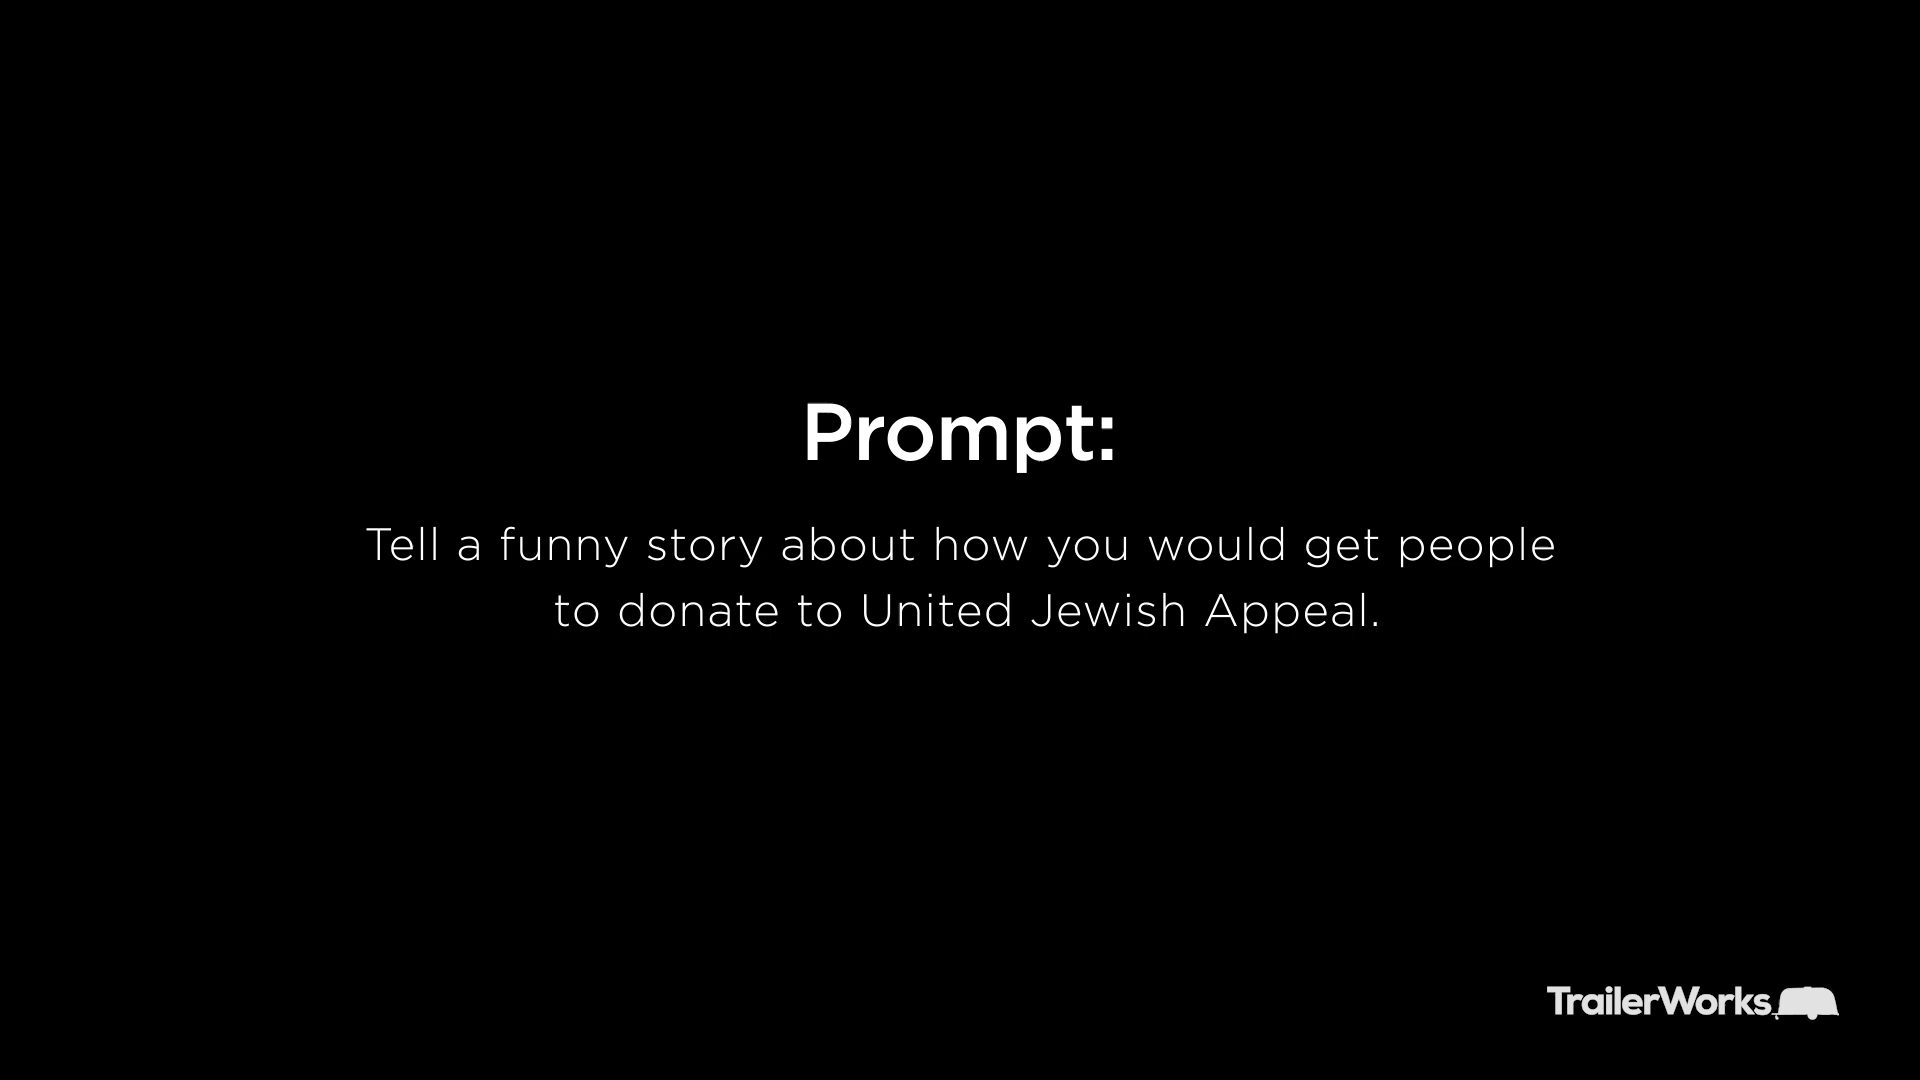 Prompt:
Tell a funny story about how you would get people
to donate to United Jewish Appeal.
TrailerWorks